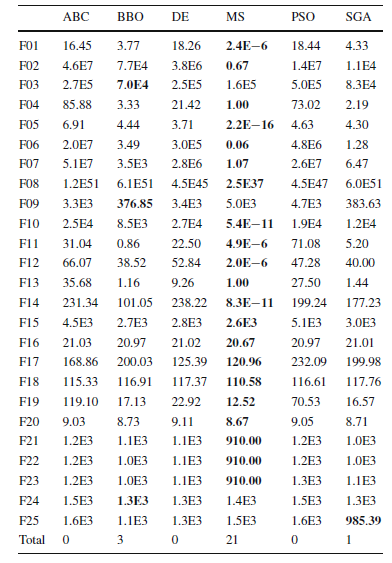 ABC BBO DE MS PSO SGA
F01 16.45 3.77 18.26 2.4E−6 18.44 4.33
F02 4.6E7 7.7E4 3.8E6 0.67 1.4E7 1.1E4
F03 2.7E5 7.0E4 2.5E5 1.6E5 5.0E5 8.3E4
F04 85.88 3.33 21.42 1.00 73.02 2.19
F05 6.91 4.44 3.71 2.2E−16 4.63 4.30
F06 2.0E7 3.49 3.0E5 0.06 4.8E6 1.28
F07 5.1E7 3.5E3 2.8E6 1.07 2.6E7 6.47
F08 1.2E51 6.1E51 4.5E45 2.5E37 4.5E47 6.0E51
F09 3.3E3 376.85 3.4E3 5.0E3 4.7E3 383.63
F10 2.5E4 8.5E3 2.7E4 5.4E−11 1.9E4 1.2E4
F11 31.04 0.86 22.50 4.9E−6 71.08 5.20
F12 66.07 38.52 52.84 2.0E−6 47.28 40.00
F13 35.68 1.16 9.26 1.00 27.50 1.44
F14 231.34 101.05 238.22 8.3E−11 199.24 177.23
F15 4.5E3 2.7E3 2.8E3 2.6E3 5.1E3 3.0E3
F16 21.03 20.97 21.02 20.67 20.97 21.01
F17 168.86 200.03 125.39 120.96 232.09 199.98
F18 115.33 116.91 117.37 110.58 116.61 117.76
F19 119.10 17.13 22.92 12.52 70.53 16.57
F20 9.03 8.73 9.11 8.67 9.05 8.71
F21 1.2E3 1.1E3 1.1E3 910.00 1.2E3 1.0E3
F22 1.2E3 1.0E3 1.1E3 910.00 1.2E3 1.0E3
F23 1.2E3 1.0E3 1.1E3 910.00 1.3E3 1.1E3
F24 1.5E3 1.3E3 1.3E3 1.4E3 1.5E3 1.3E3
F25 1.6E3 1.1E3 1.3E3 1.5E3 1.6E3 985.39
Total 0 3 0 21 0 1